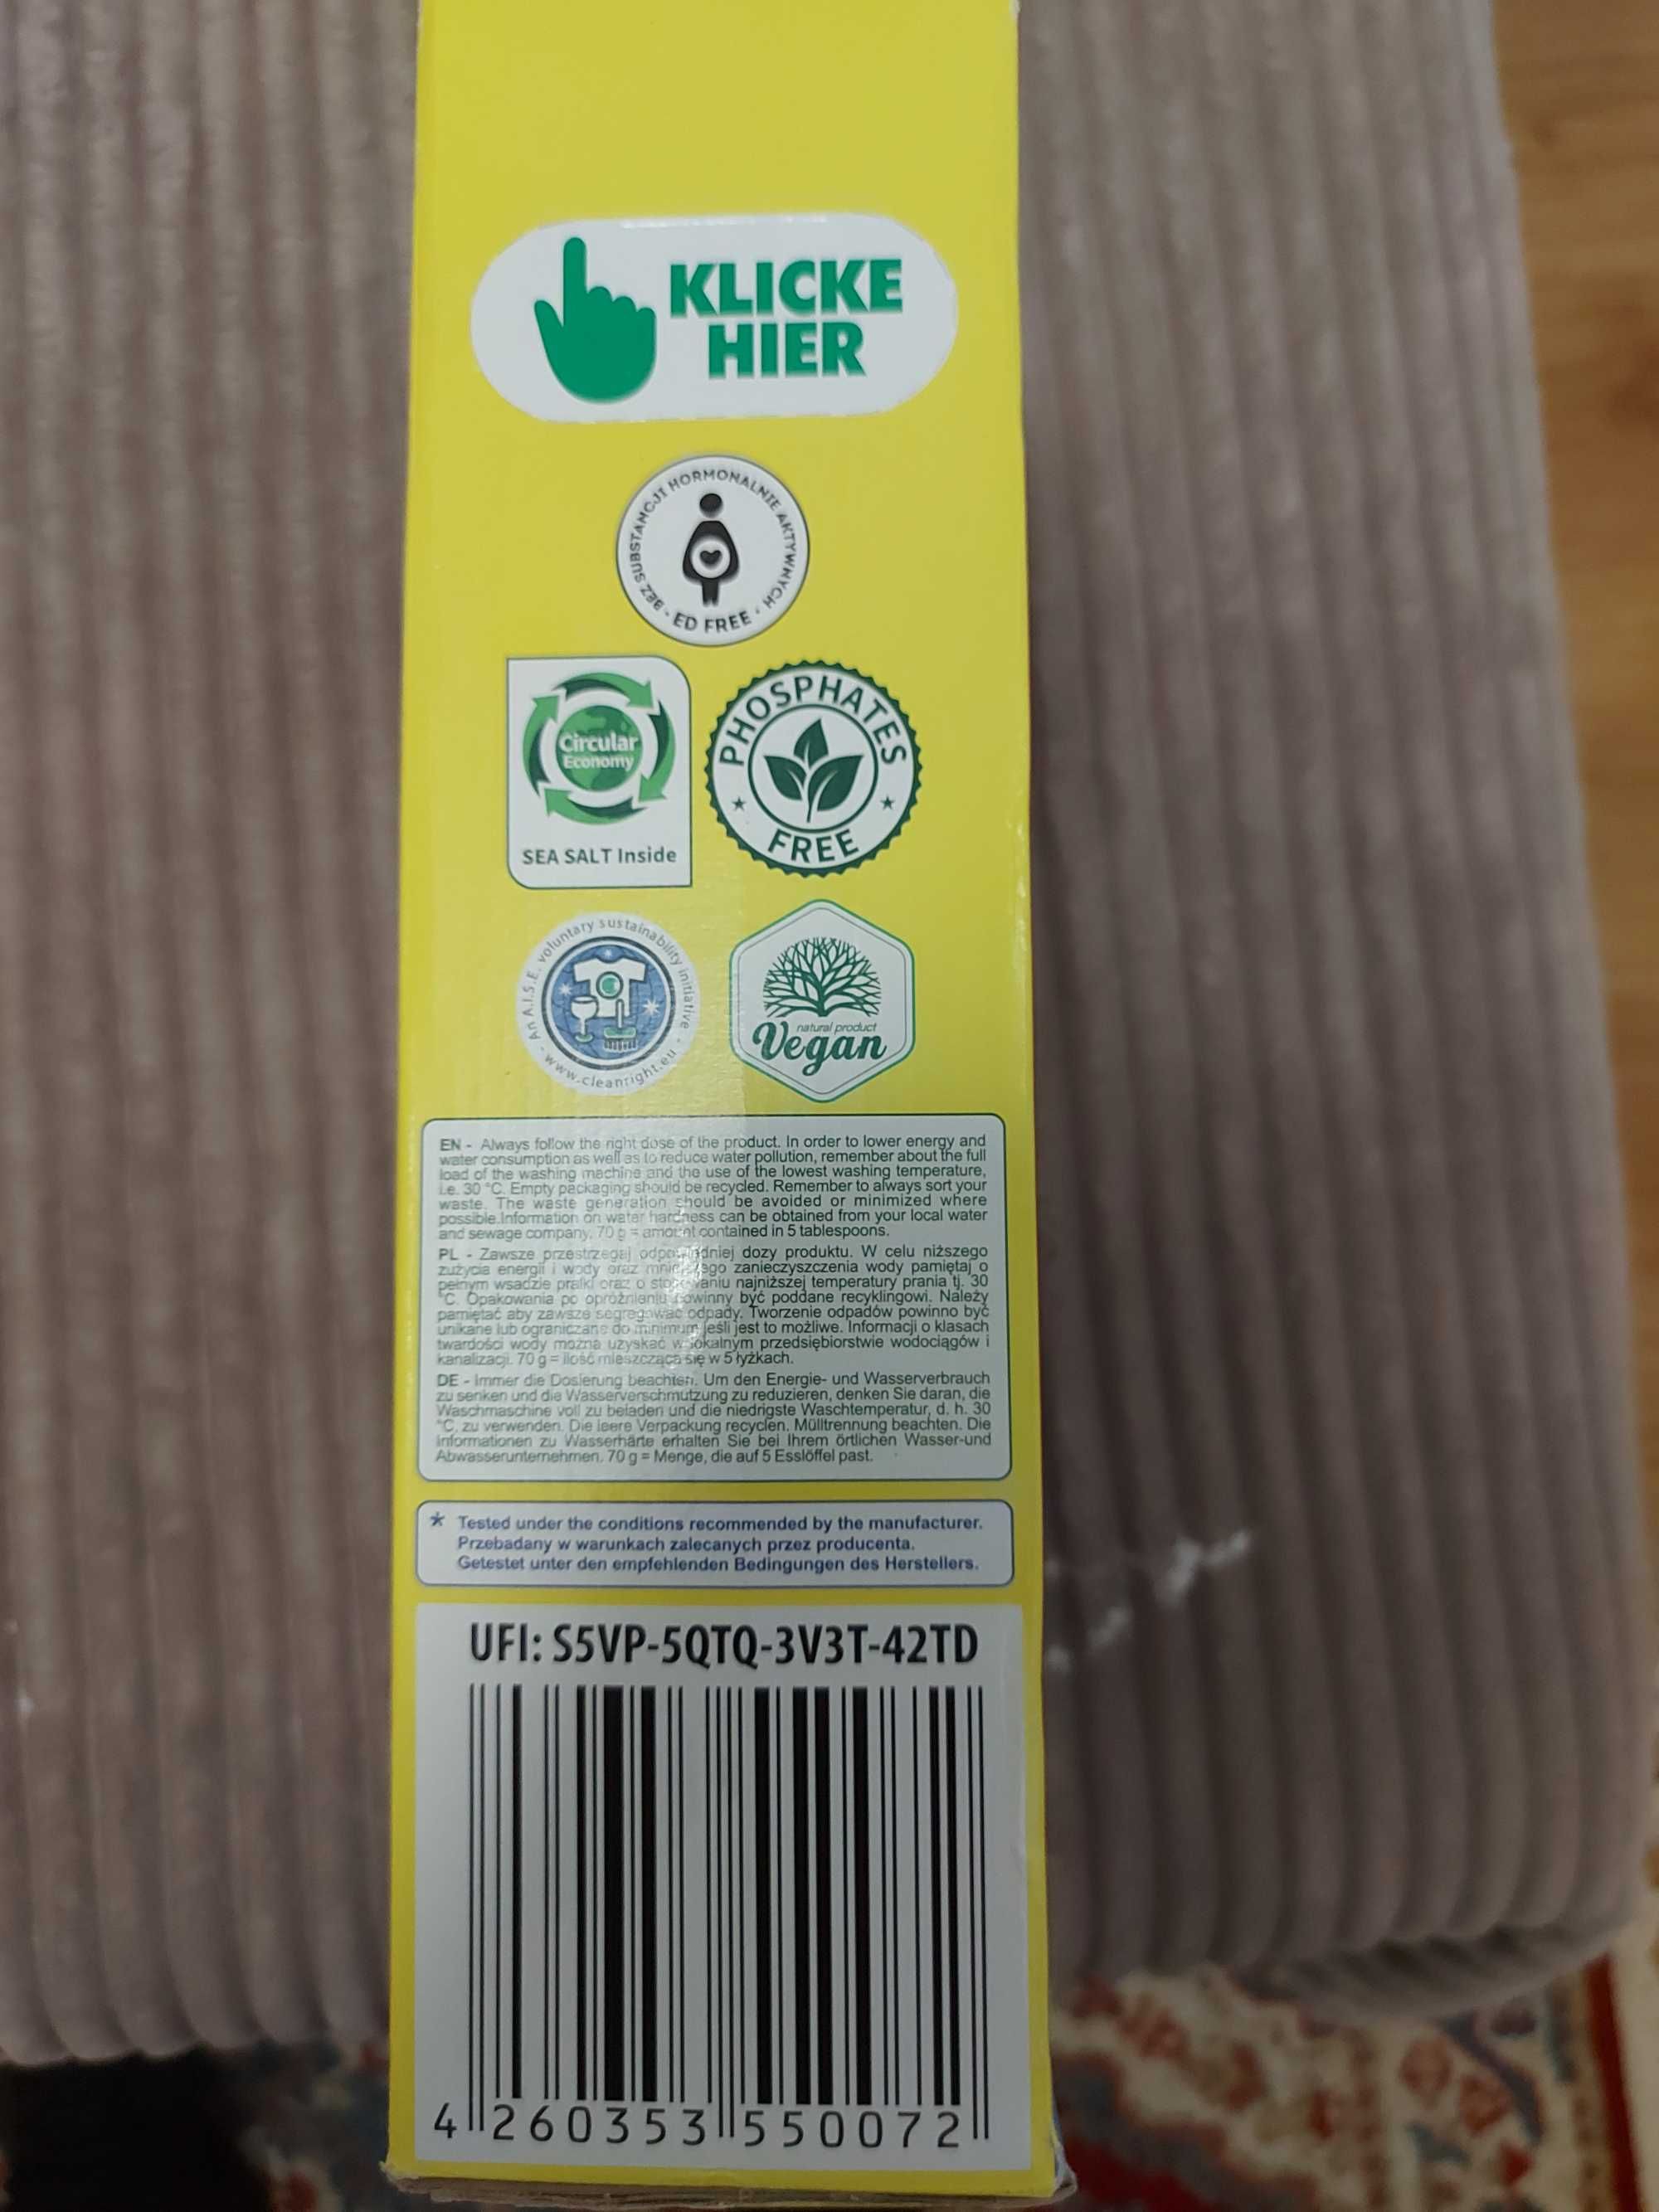 KLICKE
HIER
BEZ SUBSTANCJI HORMONALNIE AKTYWNYCH
ED FREE
Circular
Economy
SEA SALT Inside
PHOSPHATES
FREE
An A.I.S.E. voluntary sustainability initiative
www.cleanright.eu
natural product
Vegan
EN - Always follow the right dose of the product. In order to lower energy and
water consumption as well as to reduce water pollution, remember about the full
load of the washing machine and the use of the lowest washing temperature,
i.e. 30 °C. Empty packaging should be recycled. Remember to always sort your
waste. The waste generation should be avoided or minimized where
possible.Information on water hardness can be obtained from your local water
and sewage company. 70 g = amount contained in 5 tablespoons.
PL - Zawsze przestrzegaj odpowiedniej dozy produktu. W celu niższego
zużycia energii i wody oraz mniejszego zanieczyszczenia wody pamiętaj o
pełnym wsadzie pralki oraz o stosowaniu najniższej temperatury prania tj. 30
°C. Opakowania po opróżnieniu powinny być poddane recyklingowi. Należy
pamiętać aby zawsze segregować odpady. Tworzenie odpadów powinno być
unikane lub ograniczane do minimum jeśli jest to możliwe. Informacji o klasach
twardości wody można uzyskać w lokalnym przedsiębiorstwie wodociągów i
kanalizacji. 70 g = ilość mieszcząca się w 5 łyżkach.
DE - Immer die Dosierung beachten. Um den Energie- und Wasserverbrauch
zu senken und die Wasserverschmutzung zu reduzieren, denken Sie daran, die
Waschmaschine voll zu beladen und die niedrigste Waschtemperatur, d. h. 30
°C, zu verwenden. Die leere Verpackung recyclen. Mülltrennung beachten. Die
Informationen zu Wasserhärte erhalten Sie bei Ihrem örtlichen Wasser-und
Abwasserunternehmen. 70 g = Menge, die auf 5 Esslöffel past.
* Tested under the conditions recommended by the manufacturer.
Przebadany w warunkach zalecanych przez producenta.
Getestet unter den empfehlenden Bedingungen des Herstellers.
UFI: S5VP-5QTQ-3V3T-42TD
4 260353 550072